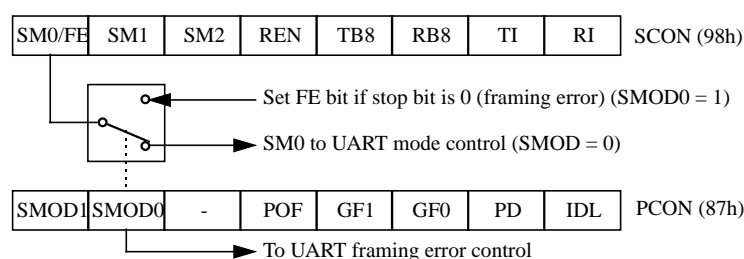 SM0/FE SM1 SM2 REN TB8 RB8 TI RI SCON (98h)
Set FE bit if stop bit is 0 (framing error) (SMOD0 = 1)
SM0 to UART mode control (SMOD = 0)
SMOD1 SMOD0 - POF GF1 GF0 PD IDL PCON (87h)
To UART framing error control